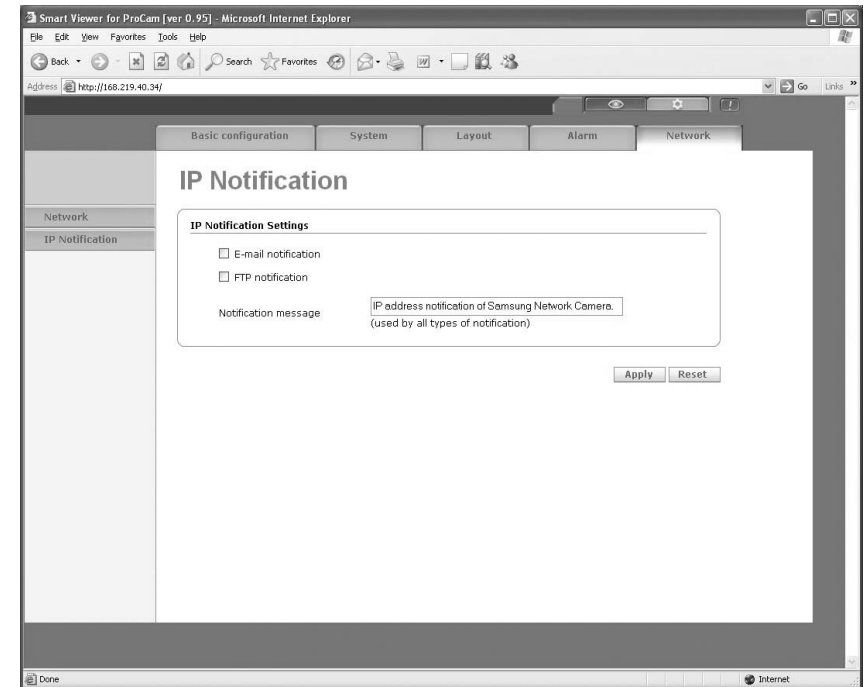 Smart Viewer for ProCam [ver 0.95] - Microsoft Internet Explorer
File Edit View Favorites Tools Help
Back Search Favorites
Address http://168.219.40.34/ Go Links »
Basic configuration System Layout Alarm Network
IP Notification
Network
IP Notification
IP Notification Settings
E-mail notification
FTP notification
Notification message IP address notification of Samsung Network Camera.
(used by all types of notification)
Apply Reset
Done Internet